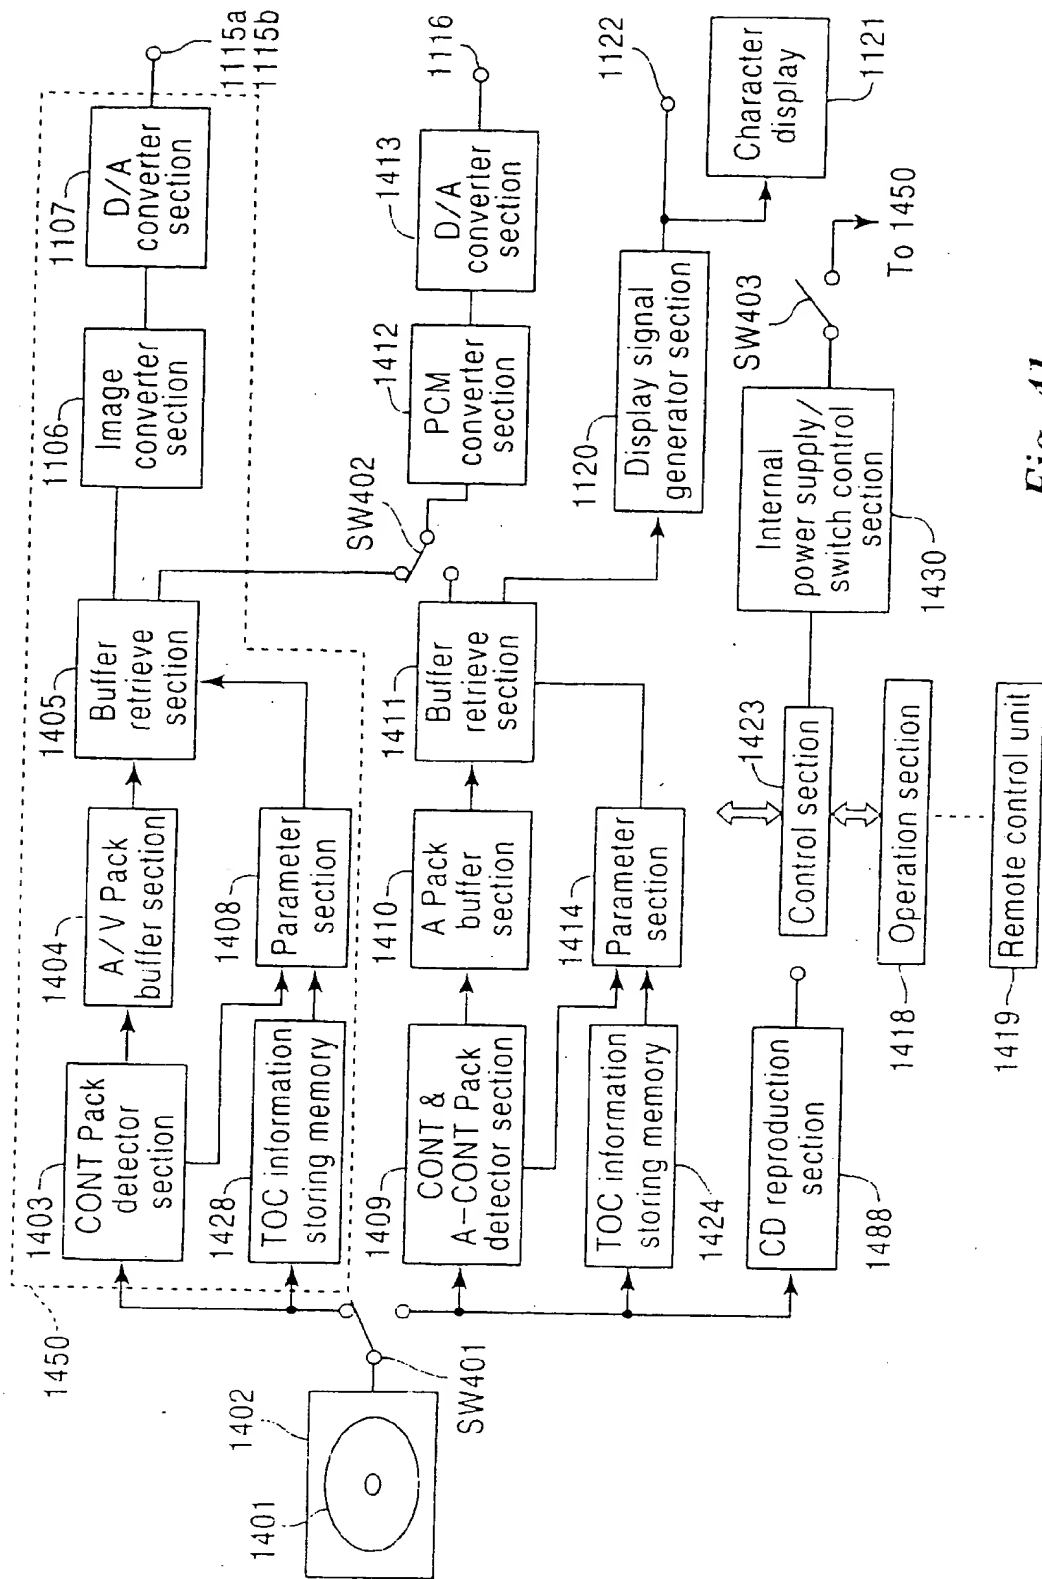 1450
1403
CONT Pack
detector
section
1404
A/V Pack
buffer section
1405
Buffer
retrieve
section
1106
Image
converter
section
1107
D/A
converter
section
1115a
1115b
1428
TOC information
storing memory
1408
Parameter
section
SW402
1412
PCM
converter
section
1413
D/A
converter
section
1116
1402
1401
SW401
1409
CONT &
A-CONT Pack
detector section
1410
A Pack
buffer
section
1411
Buffer
retrieve
section
1414
Parameter
section
TOC information
storing memory
1424
1120
Display signal
generator section
1122
Character
display
1121
CD reproduction
section
1488
1423
Control section
Operation section
1418
Remote control unit
1419
Internal
power supply/
switch control
section
1430
SW403
To 1450